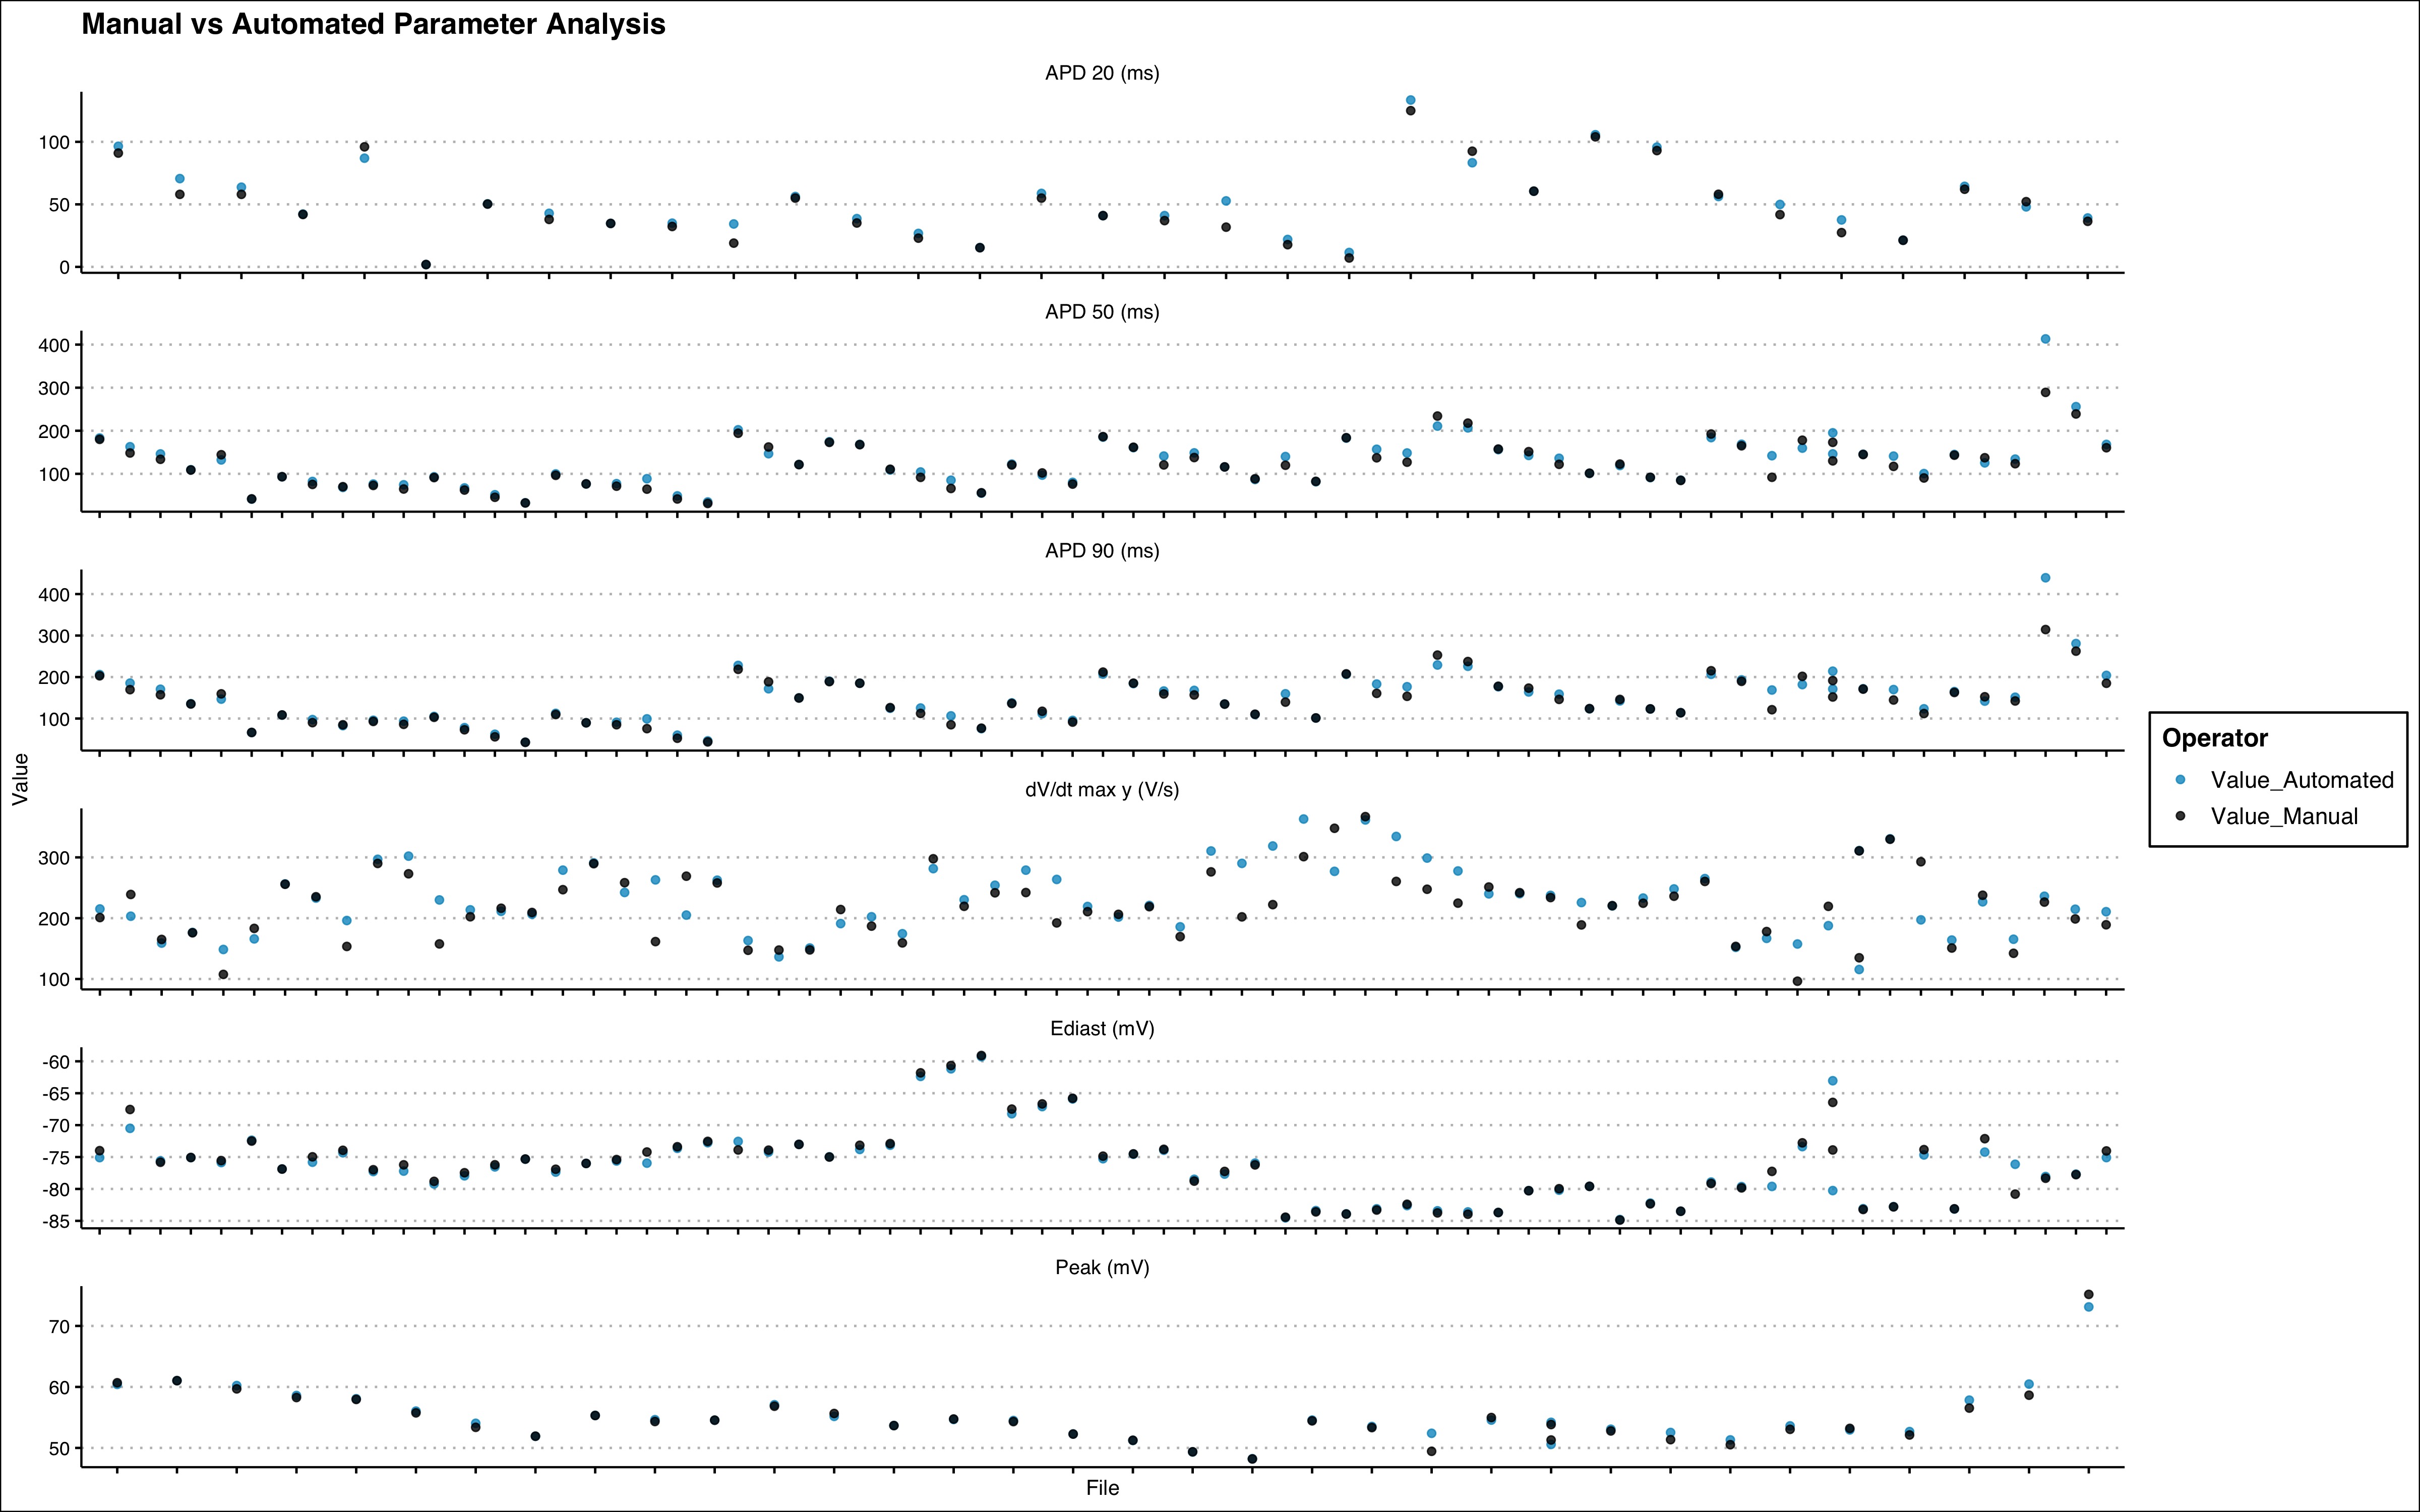 Manual vs Automated Parameter Analysis
APD 20 (ms)
100
50
0
APD 50 (ms)
400
300
200
100
APD 90 (ms)
400
300
200
100
Value
dV/dt max y (V/s)
300
200
100
Ediast (mV)
-60
-65
-70
-75
-80
-85
Peak (mV)
70
60
50
File
Operator
Value_Automated
Value_Manual